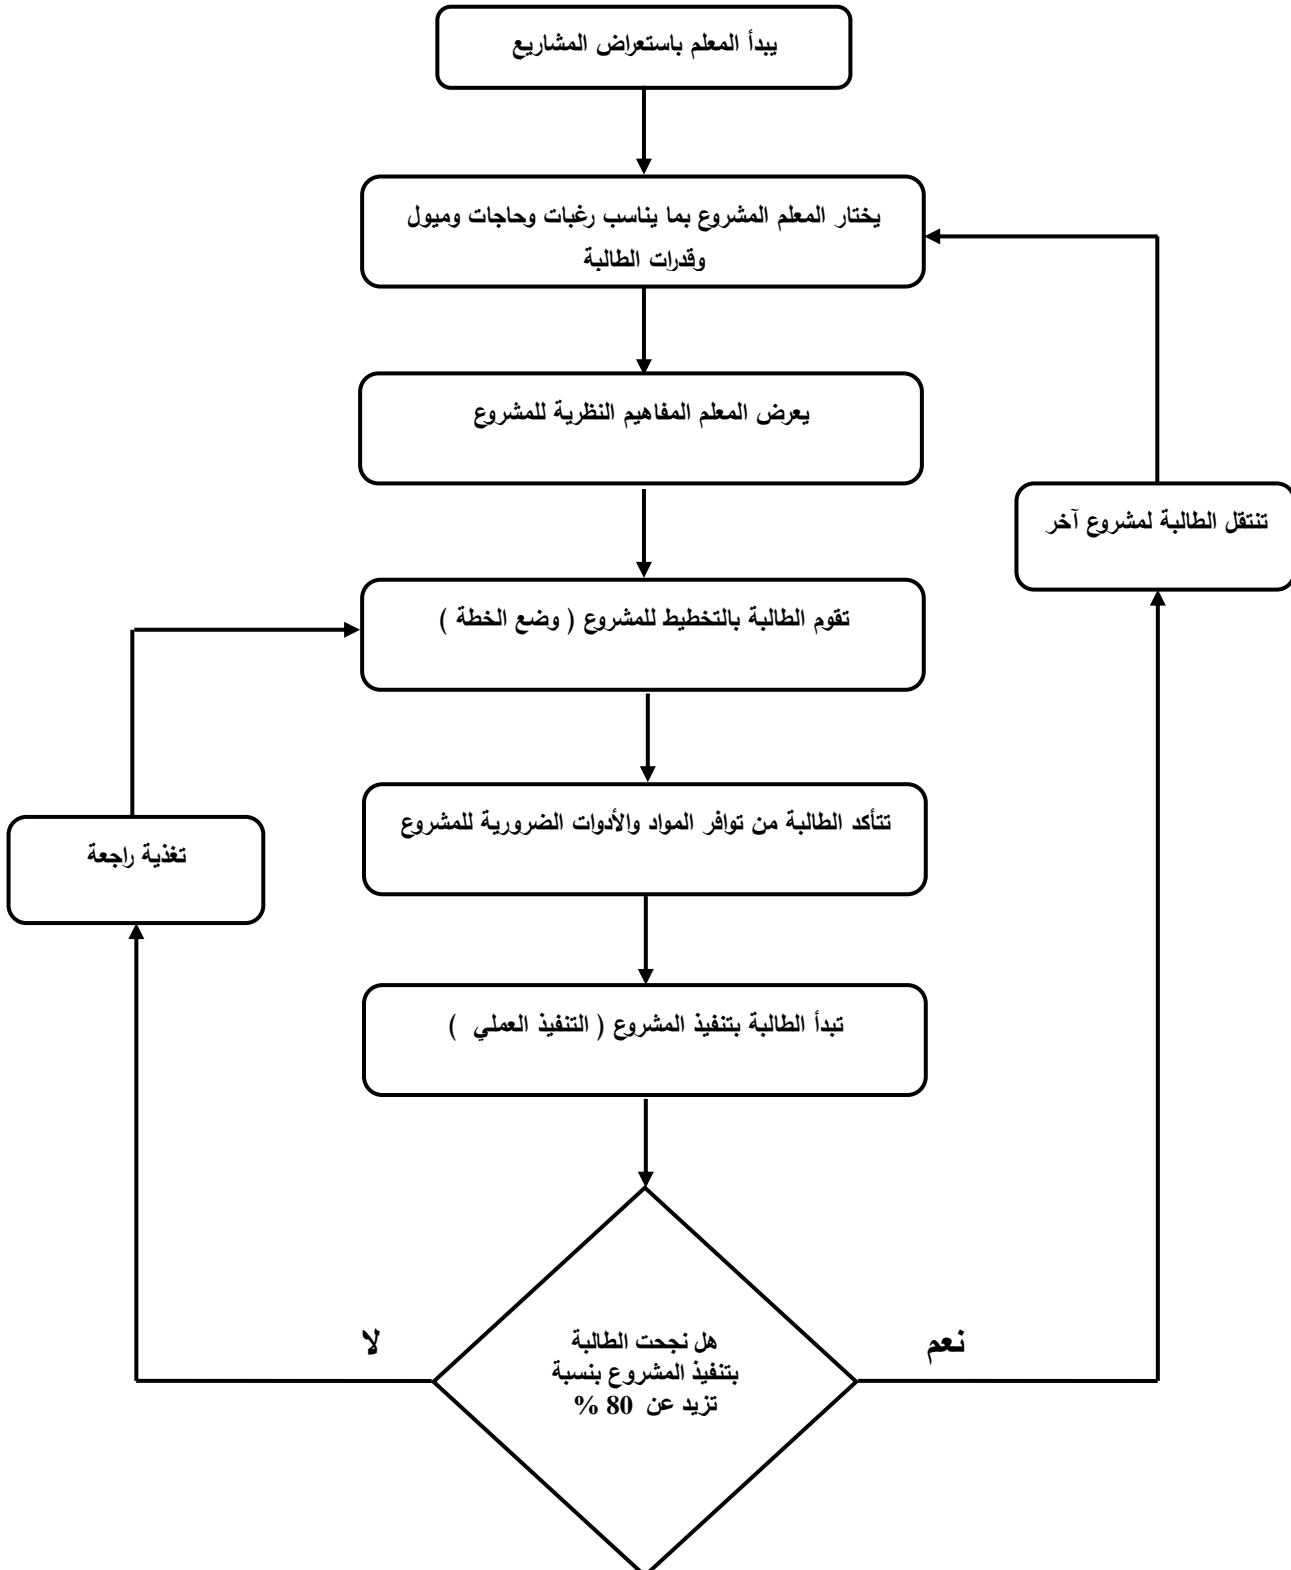 يبدأ المعلم باستعراض المشاريع
يختار المعلم المشروع بما يناسب رغبات وحاجات وميول
وقدرات الطالبة
يعرض المعلم المفاهيم النظرية للمشروع
تنتقل الطالبة لمشروع آخر
تقوم الطالبة بالتخطيط للمشروع ( وضع الخطة )
تتأكد الطالبة من توافر المواد والأدوات الضرورية للمشروع
تغذية راجعة
تبدأ الطالبة بتنفيذ المشروع ( التنفيذ العملي )
نعم
لا
هل نجحت الطالبة
بتنفيذ المشروع بنسبة
تزيد عن 80 %